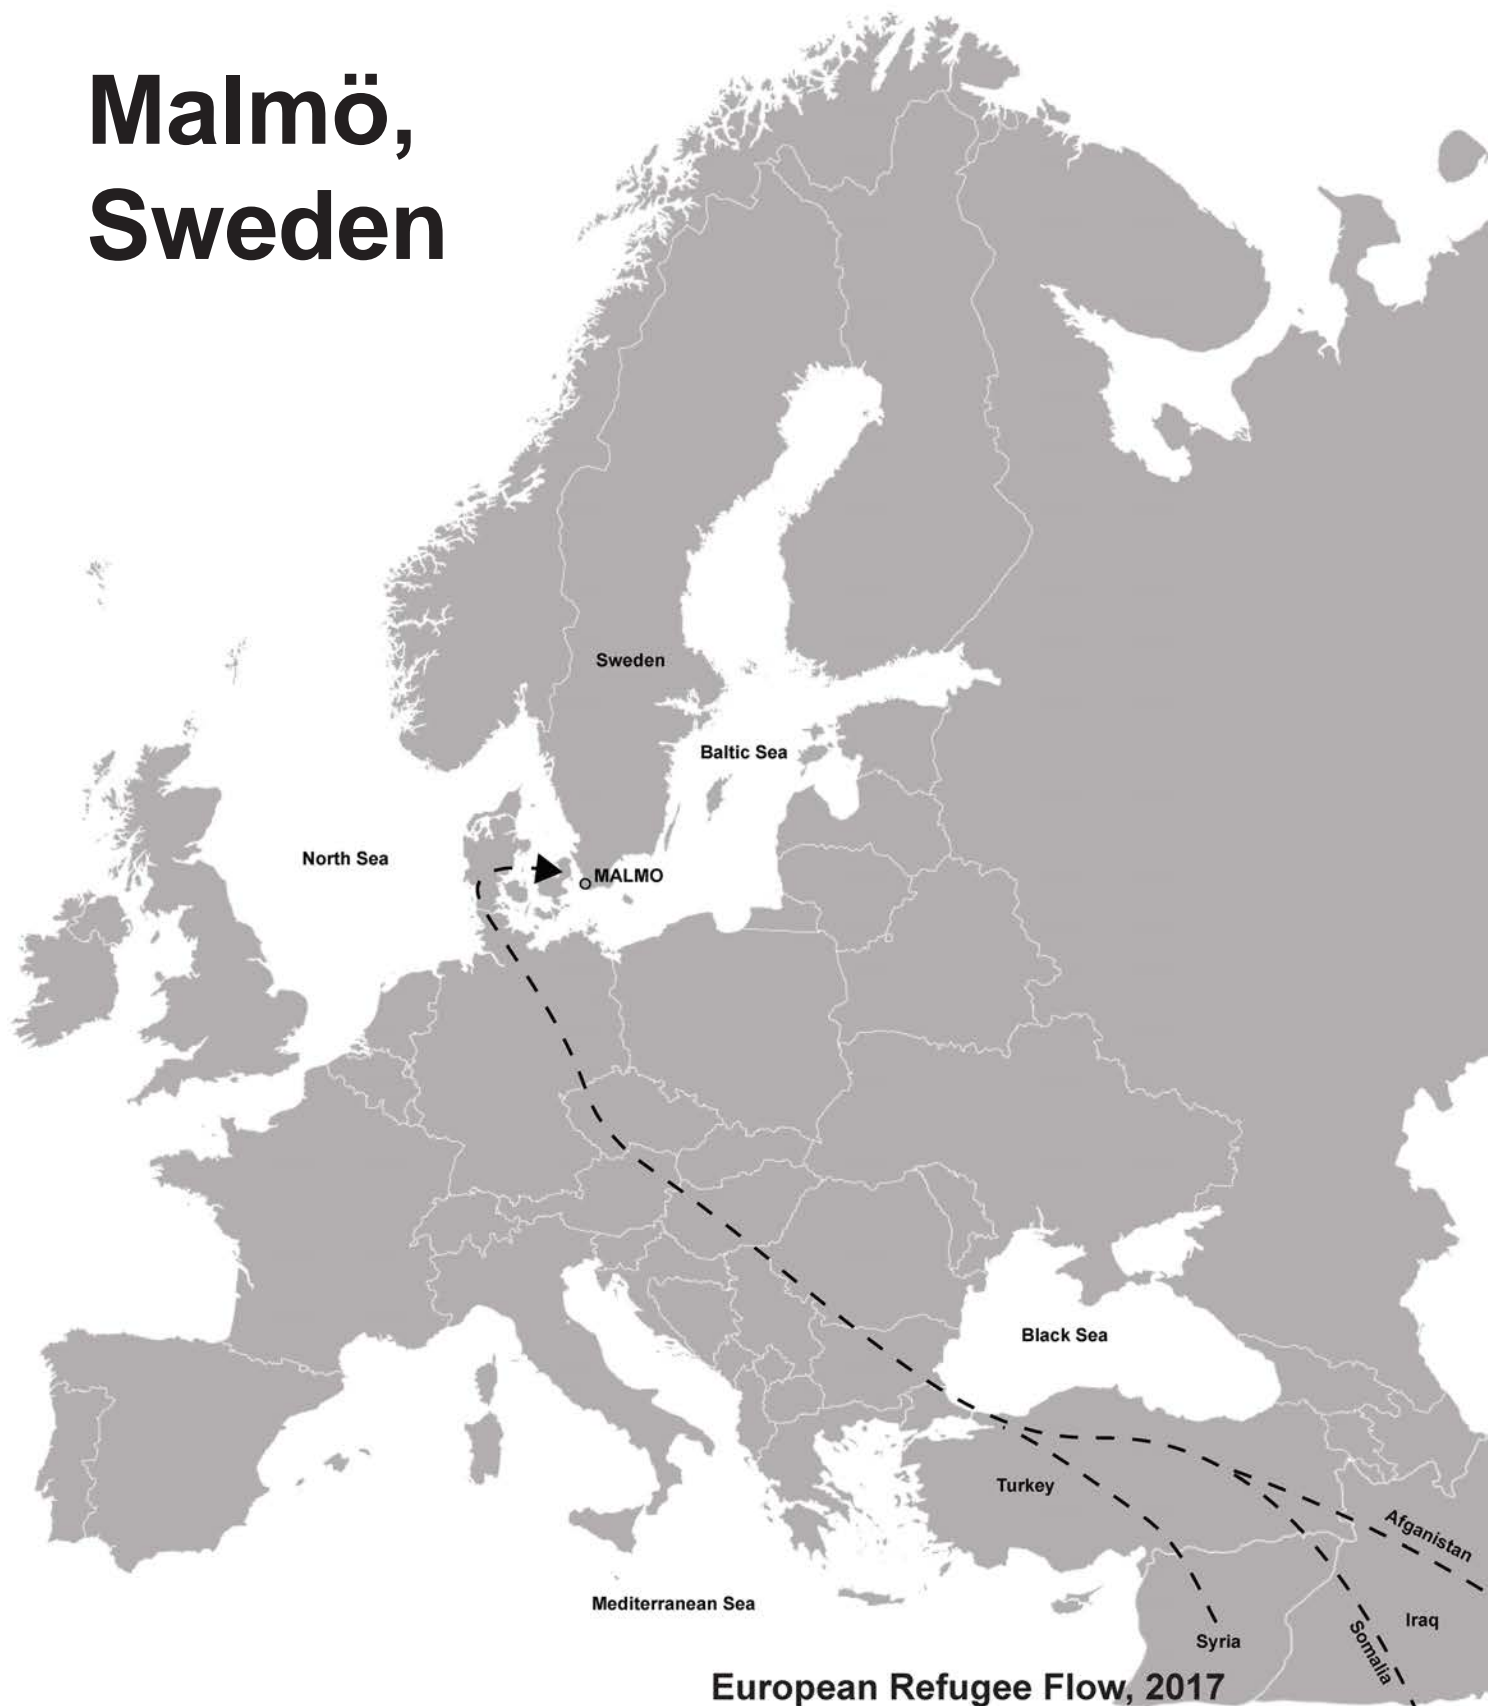 Malmö,
Sweden
Sweden
Baltic Sea
North Sea
MALMO
Black Sea
Turkey
Afganistan
Mediterranean Sea
Iraq
Syria
Somalia
European Refugee Flow, 2017